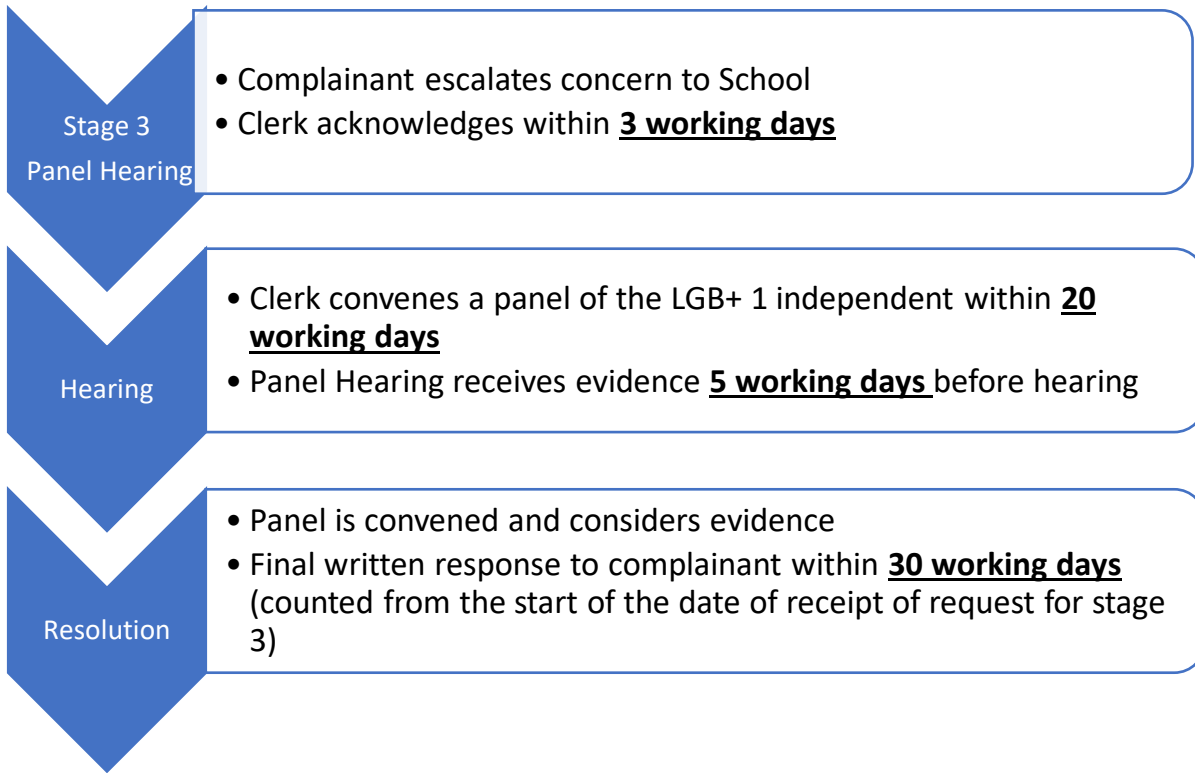 Stage 3
Panel Hearing
• Complainant escalates concern to School
• Clerk acknowledges within 3 working days
Hearing
• Clerk convenes a panel of the LGB+ 1 independent within 20
working days
• Panel Hearing receives evidence 5 working days before hearing
Resolution
• Panel is convened and considers evidence
• Final written response to complainant within 30 working days
(counted from the start of the date of receipt of request for stage
3)